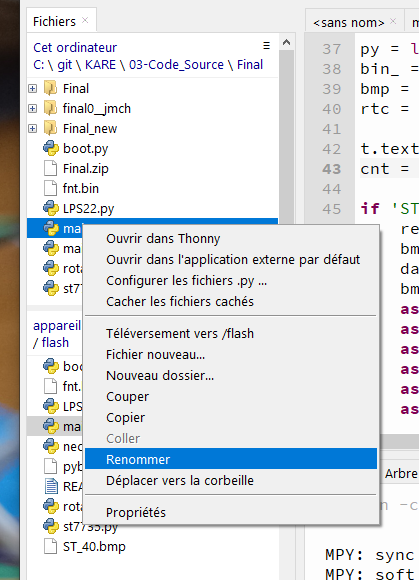 Fichiers ×
<sans nom> ×
Cet ordinateur
C: \ git \ KARE \ 03-Code_Source \ Final
Final
final0__jmch
Final_new
boot.py
Final.zip
fnt.bin
LPS22.py
ma
ma
rota
st77
37 py = l
38 bin_ =
39 bmp =
40 rtc =
41
42 t.text
43 cnt =
44
45 if 'ST
re
bm
da
bm
as
as
as
as
as
as
Ouvrir dans Thonny
Ouvrir dans l'application externe par défaut
Configurer les fichiers .py ...
Cacher les fichiers cachés
Téléversement vers /flash
Fichier nouveau...
Nouveau dossier...
Couper
Copier
Coller
Renommer
Déplacer vers la corbeille
Propriétés
appareil
/ flash
boo
fnt.
LPS
ma
neo
pyb
REA
rota
st7735.py
ST_40.bmp
Arbre
n -c
MPY: sync
MPY: soft